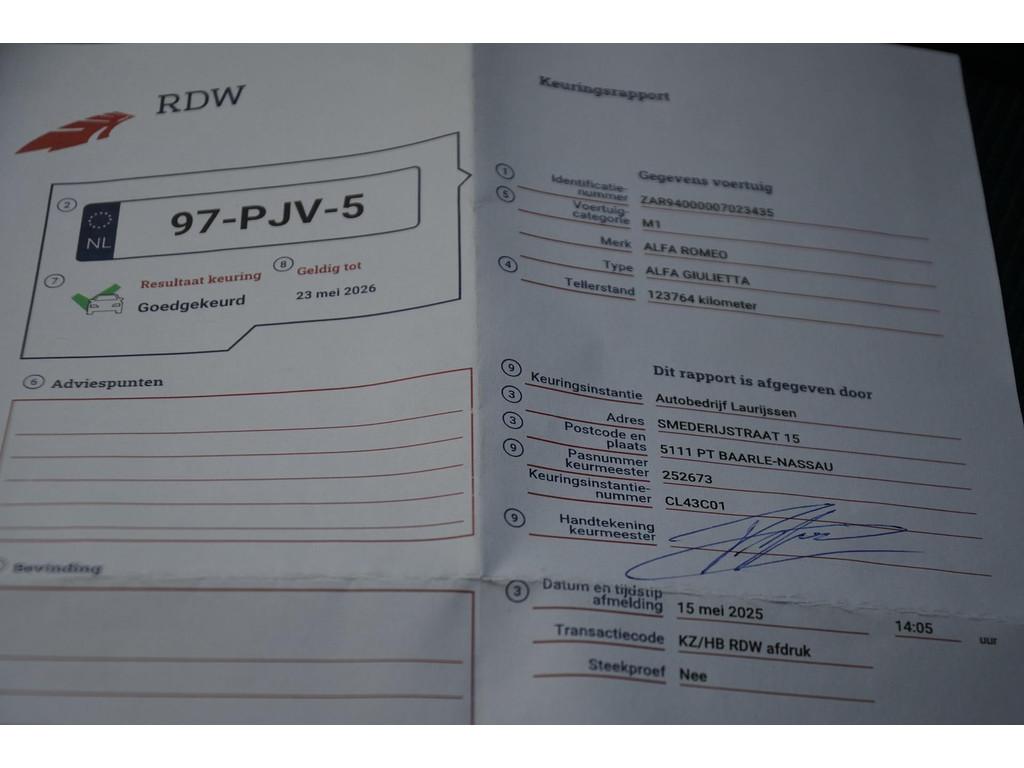 RDW
97-PJV-5
NL
2
7
Resultaat keuring
Goedgekeurd
8
Geldig tot
23 mei 2026
6 Adviespunten
Bevinding
Keuringsrapport
Gegevens voertuig
1 Identificatie-
nummer ZAR94000007023435
5 Voertuig-
categorie M1
Merk ALFA ROMEO
Type ALFA GIULIETTA
4 Tellerstand 123764 kilometer
Dit rapport is afgegeven door
9 Keuringsinstantie Autobedrijf Laurijssen
3 Adres SMEDERIJSTRAAT 15
3 Postcode en
plaats 5111 PT BAARLE-NASSAU
9 Pasnummer
keurmeester 252673
Keuringsinstantie-
nummer CL43C01
9 Handtekening
keurmeester
3 Datum en tijdstip
afmelding 15 mei 2025 14:05 uur
Transactiecode KZ/HB RDW afdruk
Steekproef Nee